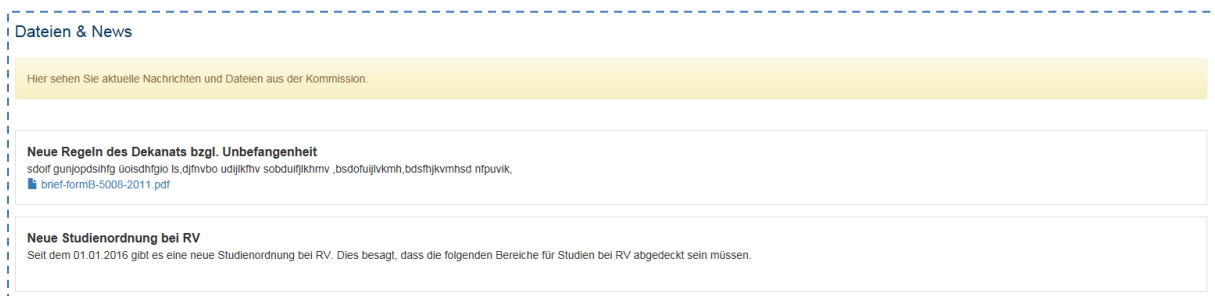 Dateien & News
Hier sehen Sie aktuelle Nachrichten und Dateien aus der Kommission.
Neue Regeln des Dekanats bzgl. Unbefangenheit
sdoif gunjopdsihfg üoisdhfgio ls,djfnvbo udijlkfhv sobduifjlkhmv ,bsdofuijlvkmh,bdsfhjkvmhsd nfpuvik,
brief-formB-5008-2011.pdf
Neue Studienordnung bei RV
Seit dem 01.01.2016 gibt es eine neue Studienordnung bei RV. Dies besagt, dass die folgenden Bereiche für Studien bei RV abgedeckt sein müssen.